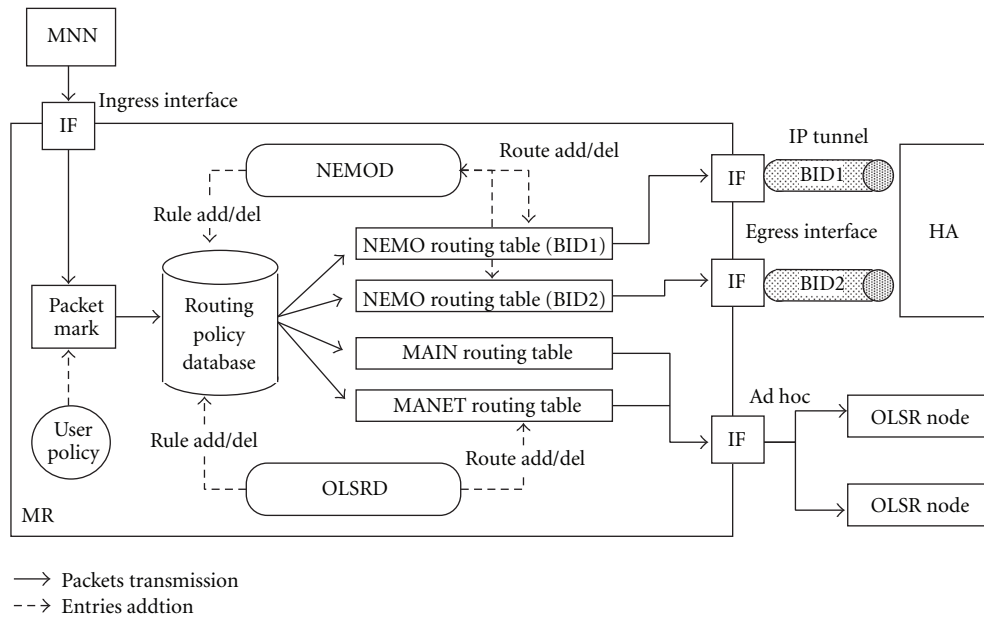 MNN
Ingress interface
IF
NEMOD
Route add/del
Rule add/del
IP tunnel
IF
BID1
NEMO routing table (BID1)
Egress interface
HA
Packet
mark
Routing
policy
database
NEMO routing table (BID2)
IF
BID2
MAIN routing table
MANET routing table
Ad hoc
User
policy
Rule add/del
Route add/del
IF
OLSR node
OLSRD
OLSR node
MR
Packets transmission
Entries addtion